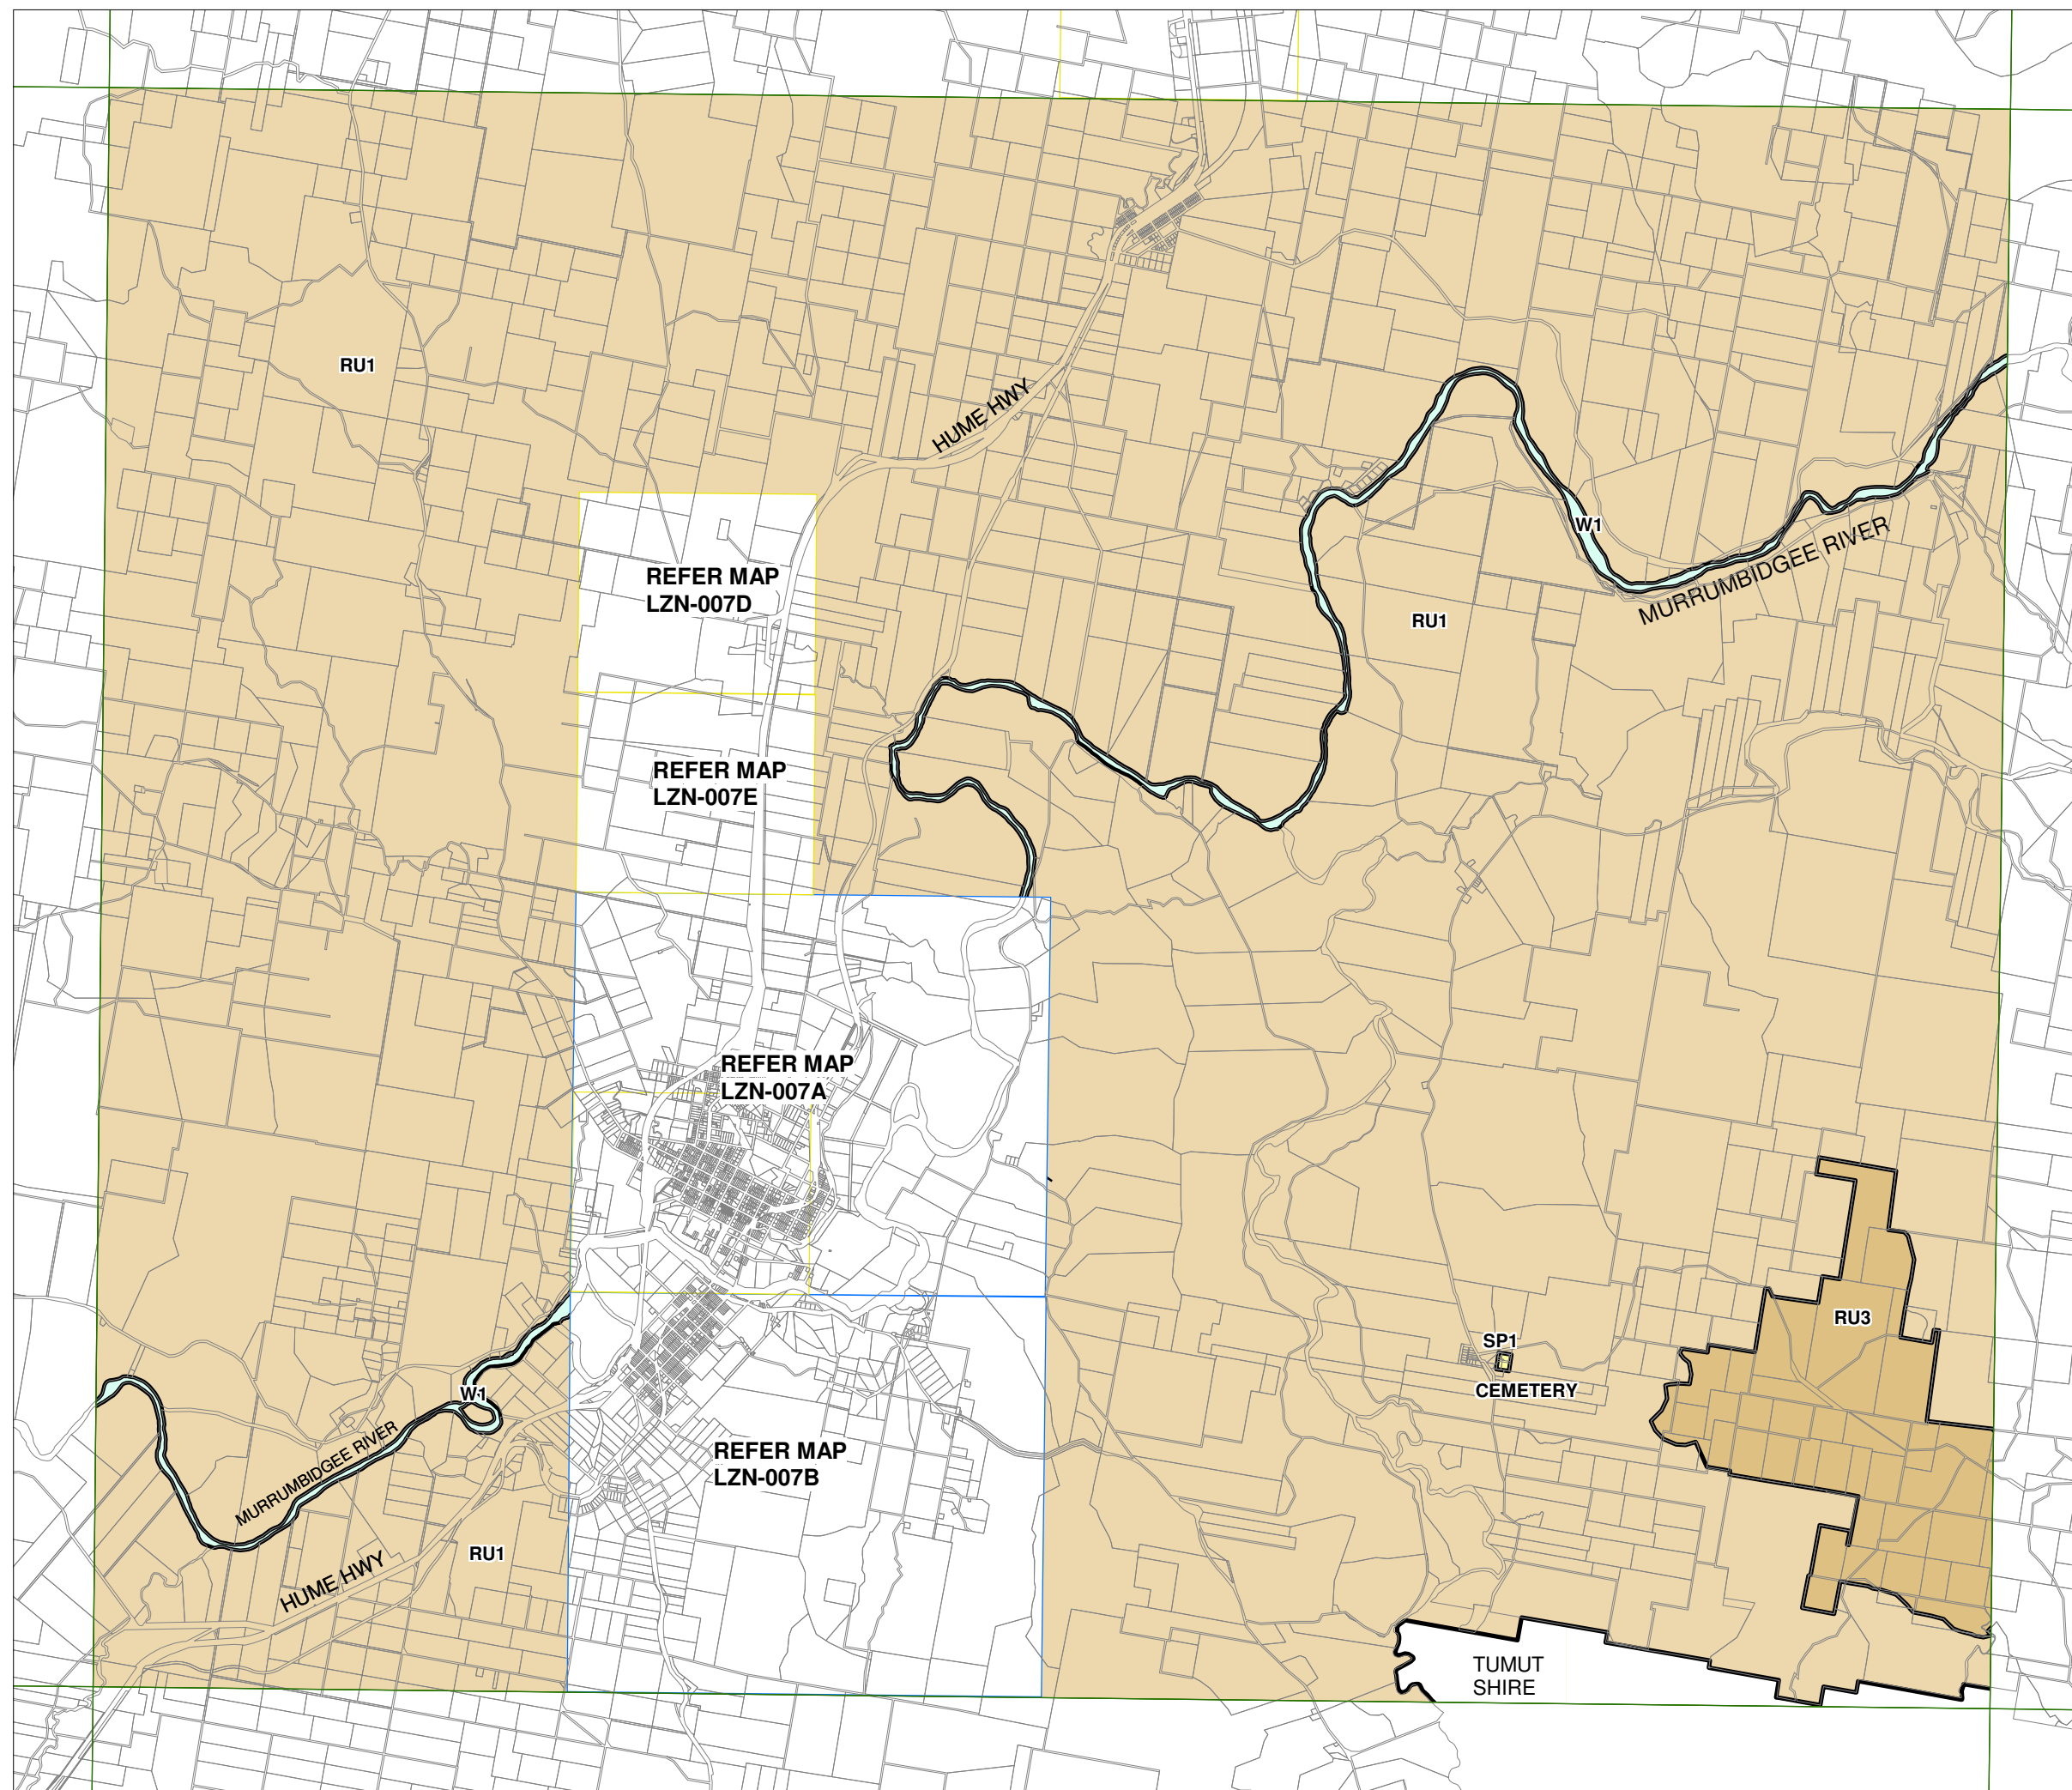 RU1
HUME HWY
W1
MURRUMBIDGEE RIVER
REFER MAP
LZN-007D
RU1
REFER MAP
LZN-007E
REFER MAP
LZN-007A
RU3
SP1
CEMETERY
W1
MURRUMBIDGEE RIVER
REFER MAP
LZN-007B
RU1
HUME HWY
TUMUT
SHIRE